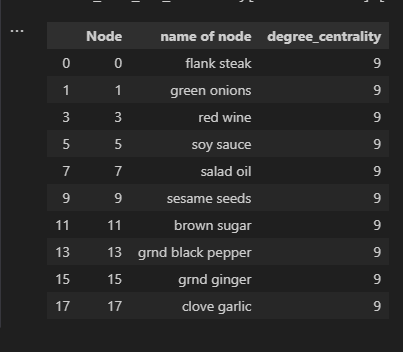 ...
Node name of node degree_centrality
0 0 flank steak 9
1 1 green onions 9
3 3 red wine 9
5 5 soy sauce 9
7 7 salad oil 9
9 9 sesame seeds 9
11 11 brown sugar 9
13 13 grnd black pepper 9
15 15 grnd ginger 9
17 17 clove garlic 9